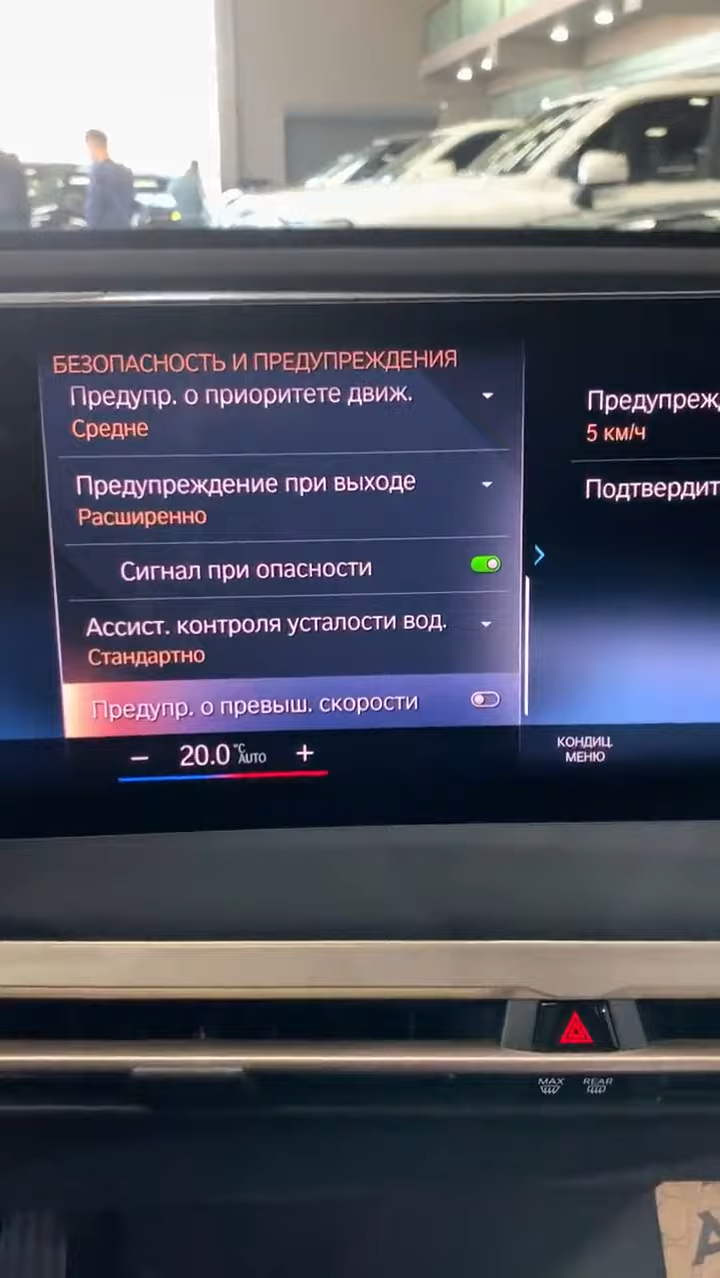 БЕЗОПАСНОСТЬ И ПРЕДУПРЕЖДЕНИЯ
Предупр. о приоритете движ.
Средне
Предупреждение при выходе
Расширенно
Сигнал при опасности
Ассист. контроля усталости вод.
Стандартно
Предупр. о превыш. скорости
Предупреж
5 км/ч
Подтвердит
− 20.0 °C AUTO +
КОНДИЦ.
МЕНЮ
MAX REAR